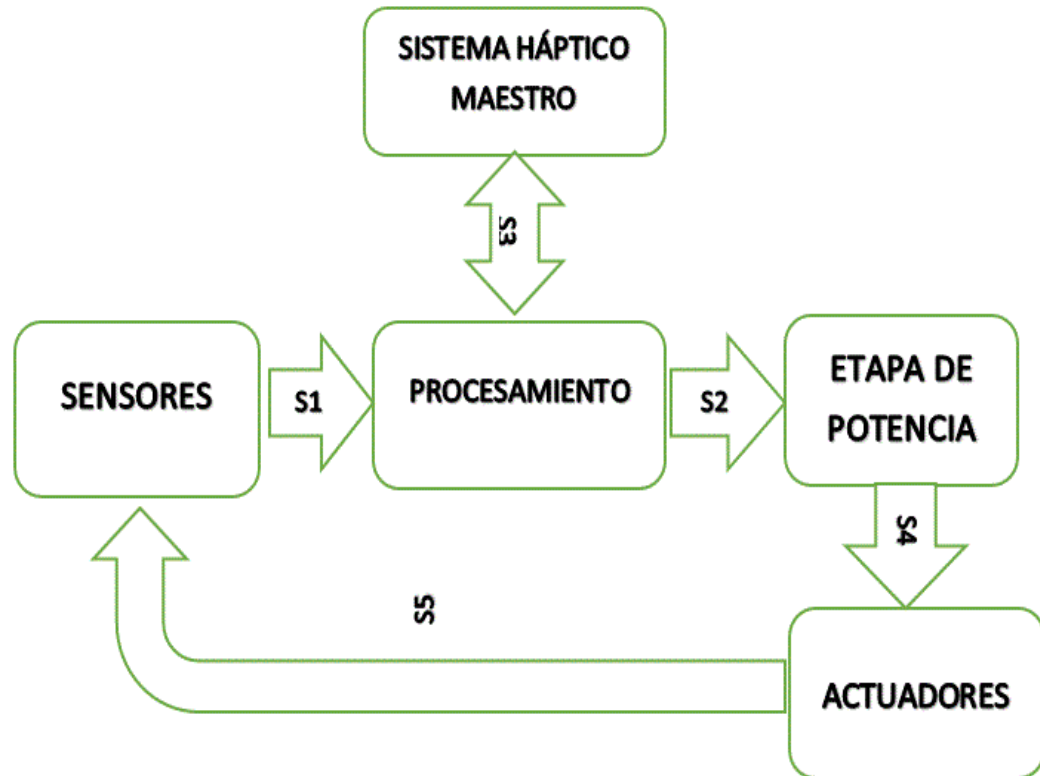 SISTEMA HÁPTICO
MAESTRO
S3
SENSORES
S1
PROCESAMIENTO
S2
ETAPA DE
POTENCIA
S4
S5
ACTUADORES